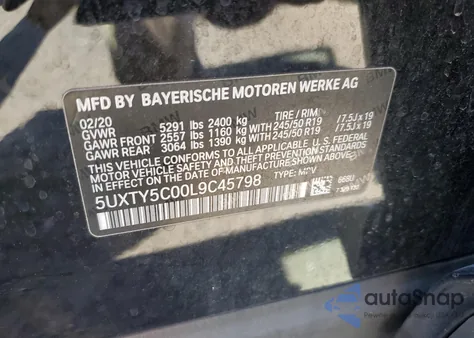 MFD BY BAYERISCHE MOTOREN WERKE AG
02/20 TIRE / RIM
GVWR 5291 lbs 2400 kg
GAWR FRONT 2557 lbs 1160 kg WITH 245/50 R19 /7.5J x 19
GAWR REAR 3064 lbs 1390 kg WITH 245/50 R19 /7.5J x 19
THIS VEHICLE CONFORMS TO ALL APPLICABLE U.S. FEDERAL
MOTOR VEHICLE SAFETY, BUMPER AND THEFT PREVENTION
STANDARDS IN EFFECT ON THE DATE OF MANUFACTURE
SHOWN ABOVE.
5UXTY5C00L9C45798 TYPE: MPV
autoSnap